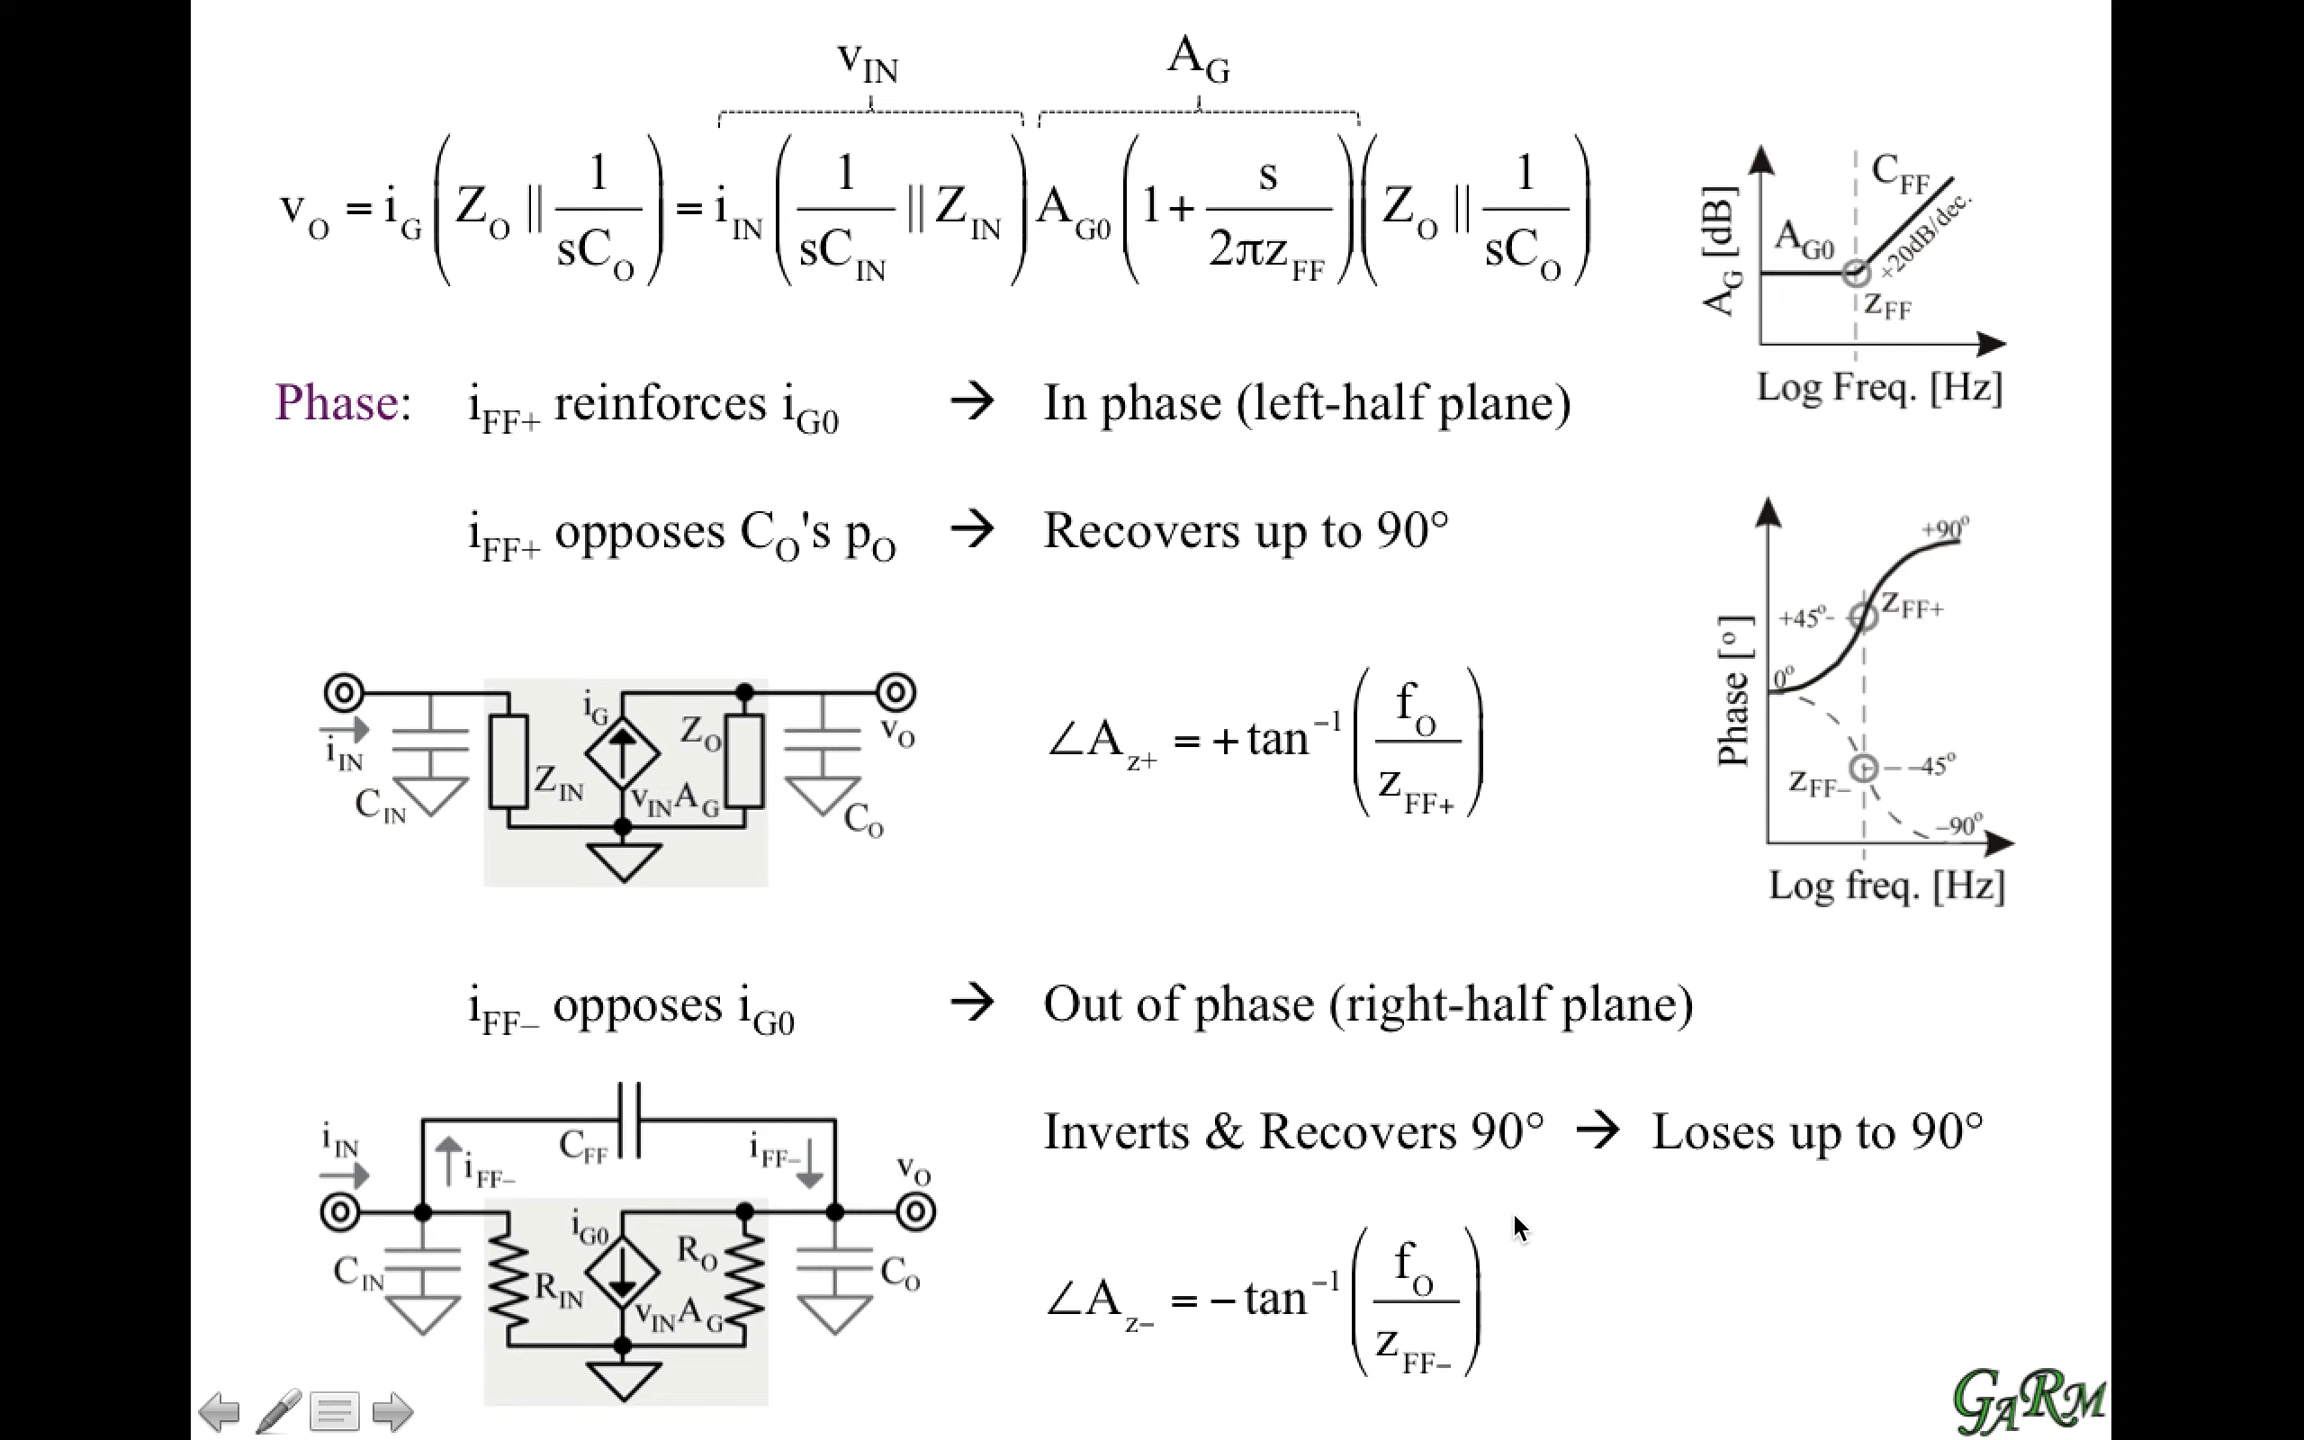 v_IN A_G
v_O = i_G (Z_O || 1/sC_O) = i_IN (1/sC_IN || Z_IN) A_G0 (1 + s/2πz_FF) (Z_O || 1/sC_O)
A_G [dB]
C_FF
A_G0
+20dB/dec.
z_FF
Log Freq. [Hz]
Phase: i_FF+ reinforces i_G0 → In phase (left-half plane)
i_FF+ opposes C_O's p_O → Recovers up to 90°
Phase [°]
+90°
+45°
z_FF+
0°
z_FF–
–45°
–90°
Log freq. [Hz]
i_IN
C_IN
Z_IN
i_G
v_IN A_G
Z_O
v_O
C_O
∠A_z+ = + tan⁻¹ (f_O/z_FF+)
i_FF– opposes i_G0 → Out of phase (right-half plane)
Inverts & Recovers 90° → Loses up to 90°
i_IN
i_FF–
C_FF
i_FF–
v_O
C_IN
R_IN
i_G0
v_IN A_G
R_O
C_O
∠A_z– = – tan⁻¹ (f_O/z_FF–)
GARM